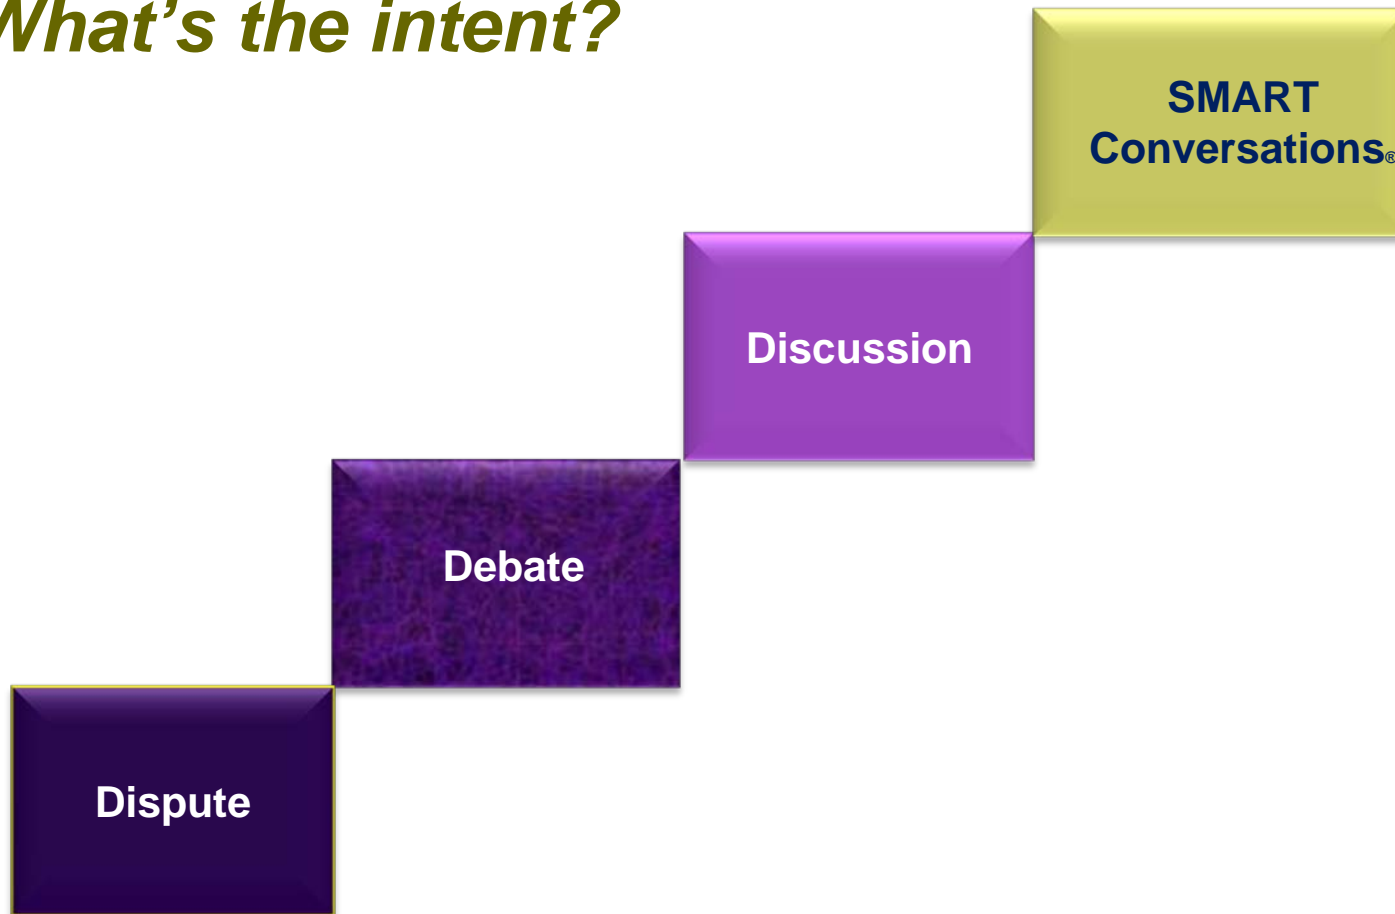 What's the intent?
SMART
Conversations®
Discussion
Debate
Dispute